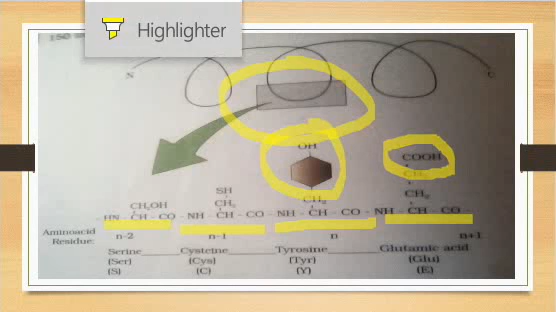 Highlighter
150
N
C
OH
COOH
CH₂
SH
CH₂OH
CH₂
CH₂
CH₂
HN - CH - CO - NH - CH - CO - NH - CH - CO - NH - CH - CO
Aminoacid
Residue:
n-2
n-1
n
n+1
Serine Cysteine Tyrosine Glutamic acid
(Ser) (Cys) (Tyr) (Glu)
(S) (C) (Y) (E)